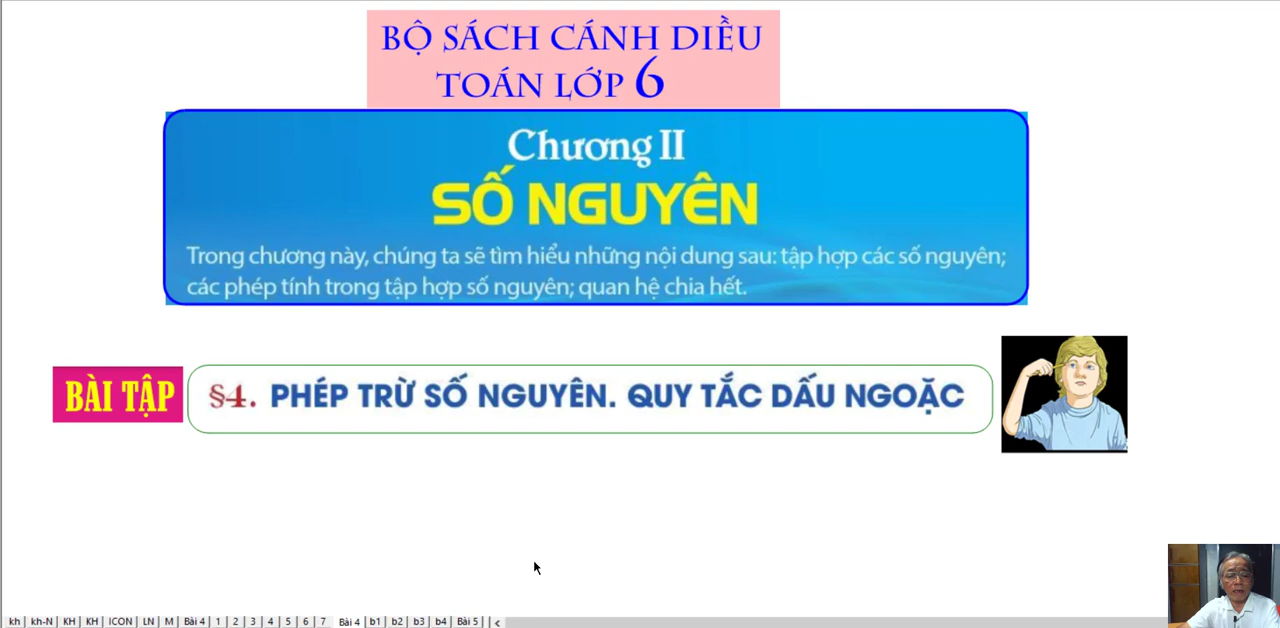 BỘ SÁCH CÁNH DIỀU
TOÁN LỚP 6
Chương II
SỐ NGUYÊN
Trong chương này, chúng ta sẽ tìm hiểu những nội dung sau: tập hợp các số nguyên;
các phép tính trong tập hợp số nguyên; quan hệ chia hết.
BÀI TẬP §4. PHÉP TRỪ SỐ NGUYÊN. QUY TẮC DẤU NGOẶC
kh | kh-N | KH | KH | ICON | LN | M | Bài 4 | 1 | 2 | 3 | 4 | 5 | 6 | 7 Bài 4 | b1 | b2 | b3 | b4 | Bài 5 |